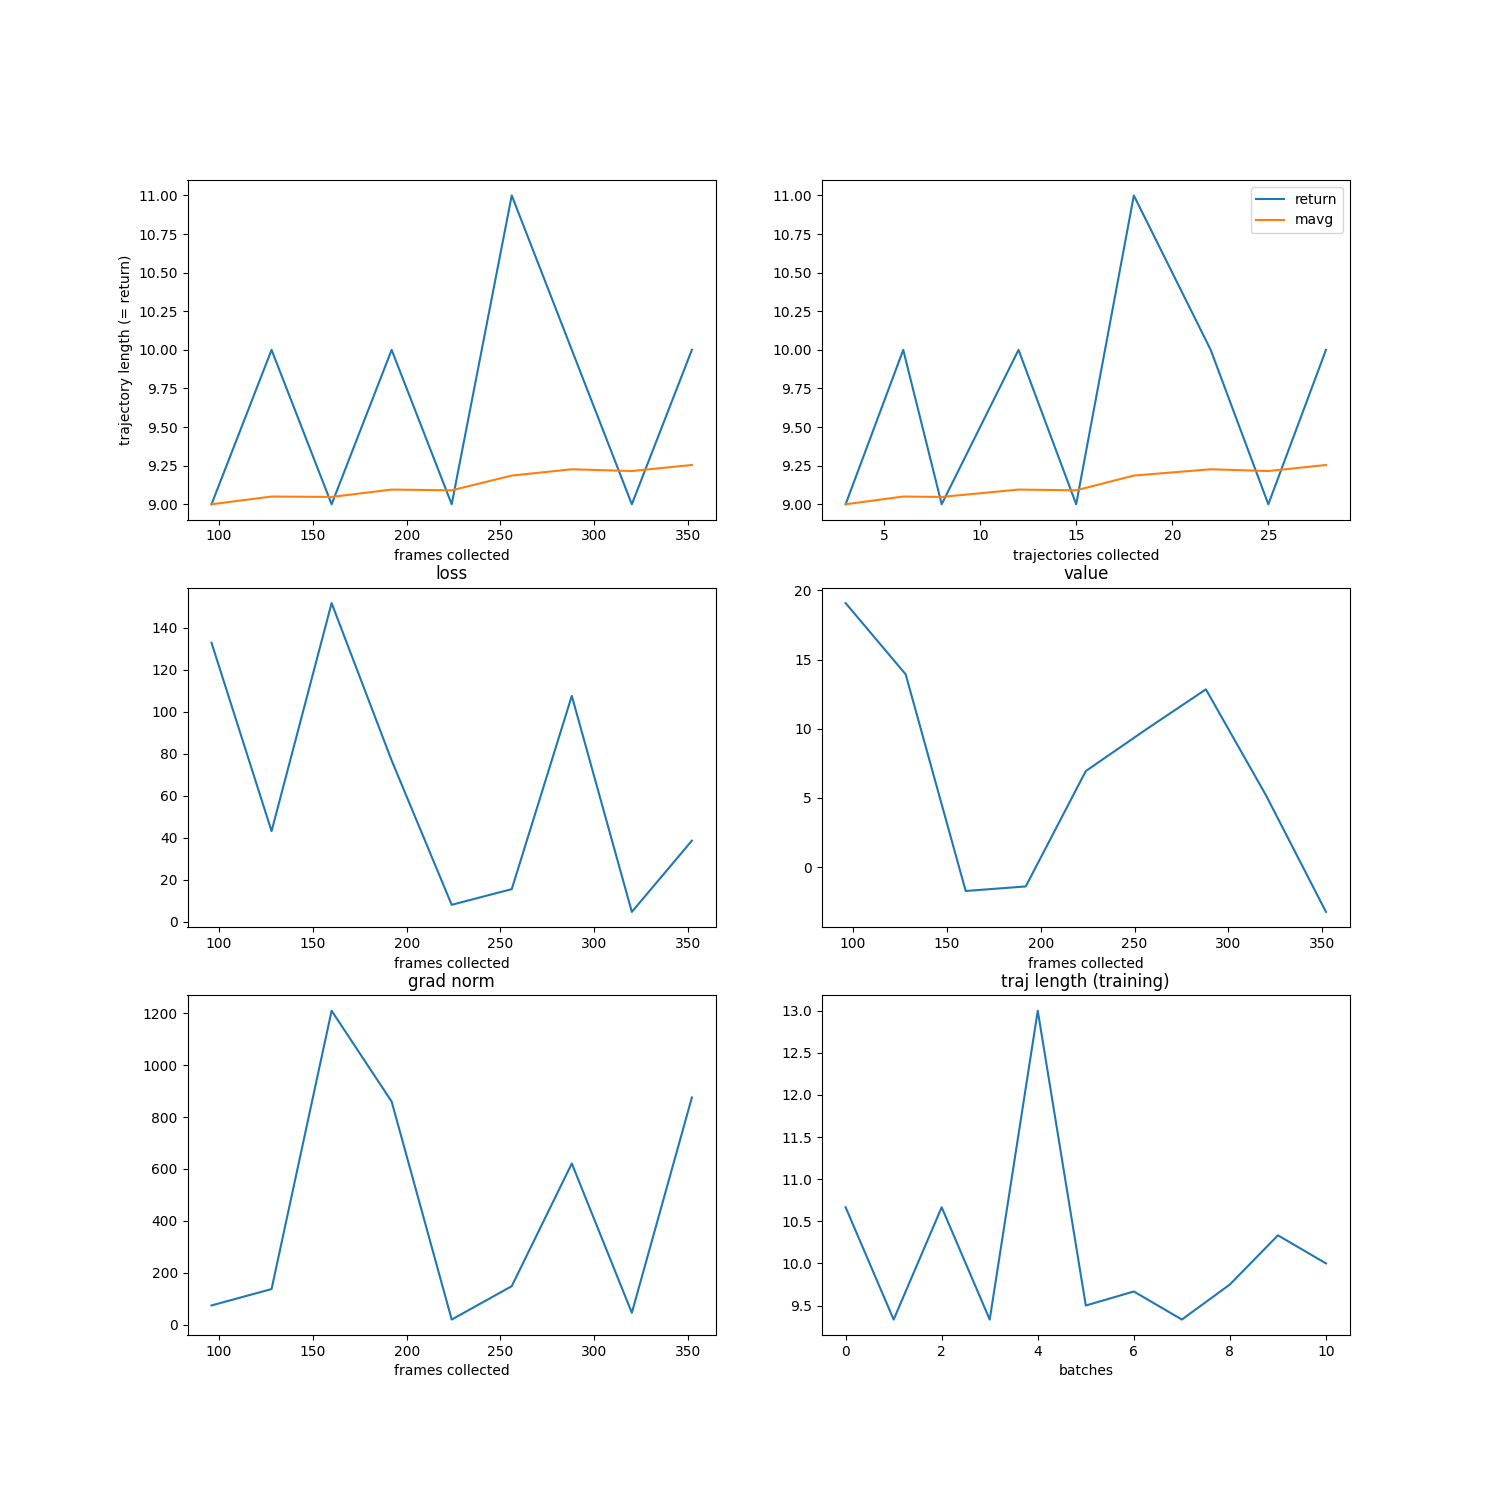 11.00
10.75
10.50
10.25
10.00
9.75
9.50
9.25
9.00
trajectory length (= return)
100 150 200 250 300 350
frames collected
return
mavg
11.00
10.75
10.50
10.25
10.00
9.75
9.50
9.25
9.00
5 10 15 20 25
trajectories collected
loss
140
120
100
80
60
40
20
0
100 150 200 250 300 350
frames collected
value
20
15
10
5
0
100 150 200 250 300 350
frames collected
grad norm
1200
1000
800
600
400
200
0
100 150 200 250 300 350
frames collected
traj length (training)
13.0
12.5
12.0
11.5
11.0
10.5
10.0
9.5
0 2 4 6 8 10
batches